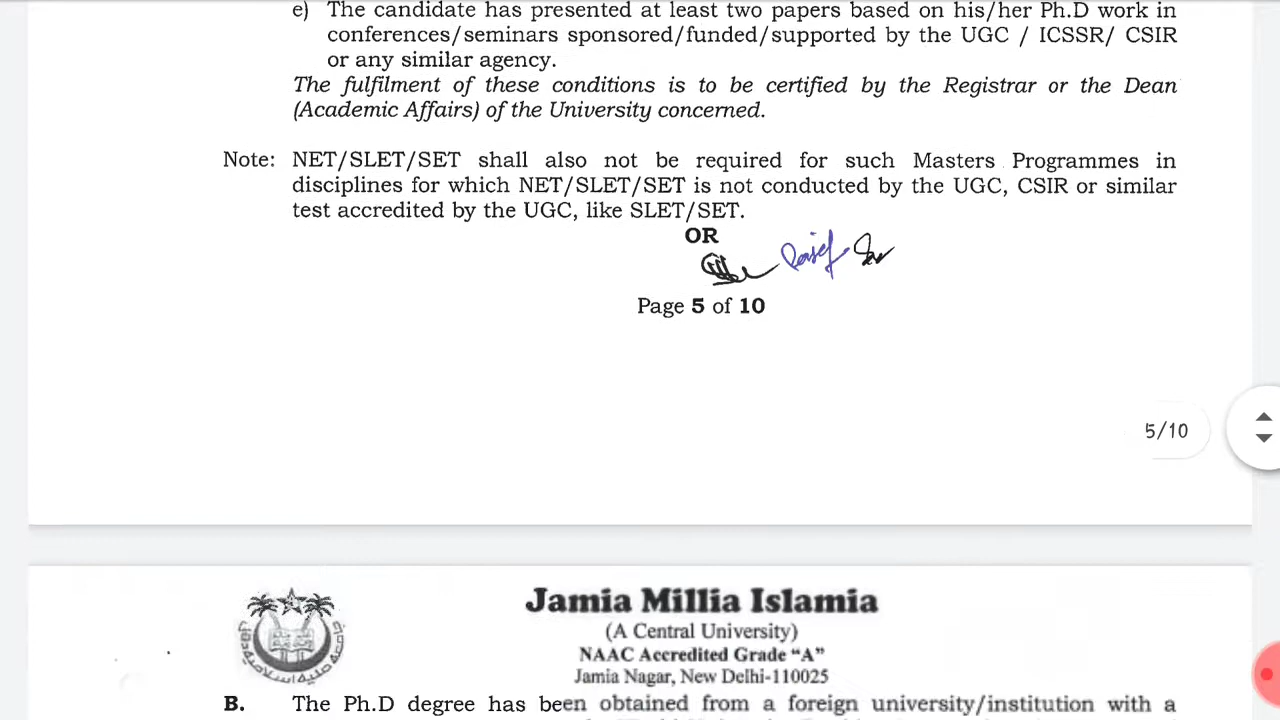 e) The candidate has presented at least two papers based on his/her Ph.D work in
conferences/seminars sponsored/funded/supported by the UGC / ICSSR/ CSIR
or any similar agency.
The fulfilment of these conditions is to be certified by the Registrar or the Dean
(Academic Affairs) of the University concerned.
Note: NET/SLET/SET shall also not be required for such Masters Programmes in
disciplines for which NET/SLET/SET is not conducted by the UGC, CSIR or similar
test accredited by the UGC, like SLET/SET.
OR
Page 5 of 10
5/10
Jamia Millia Islamia
(A Central University)
NAAC Accredited Grade “A”
Jamia Nagar, New Delhi-110025
B. The Ph.D degree has been obtained from a foreign university/institution with a